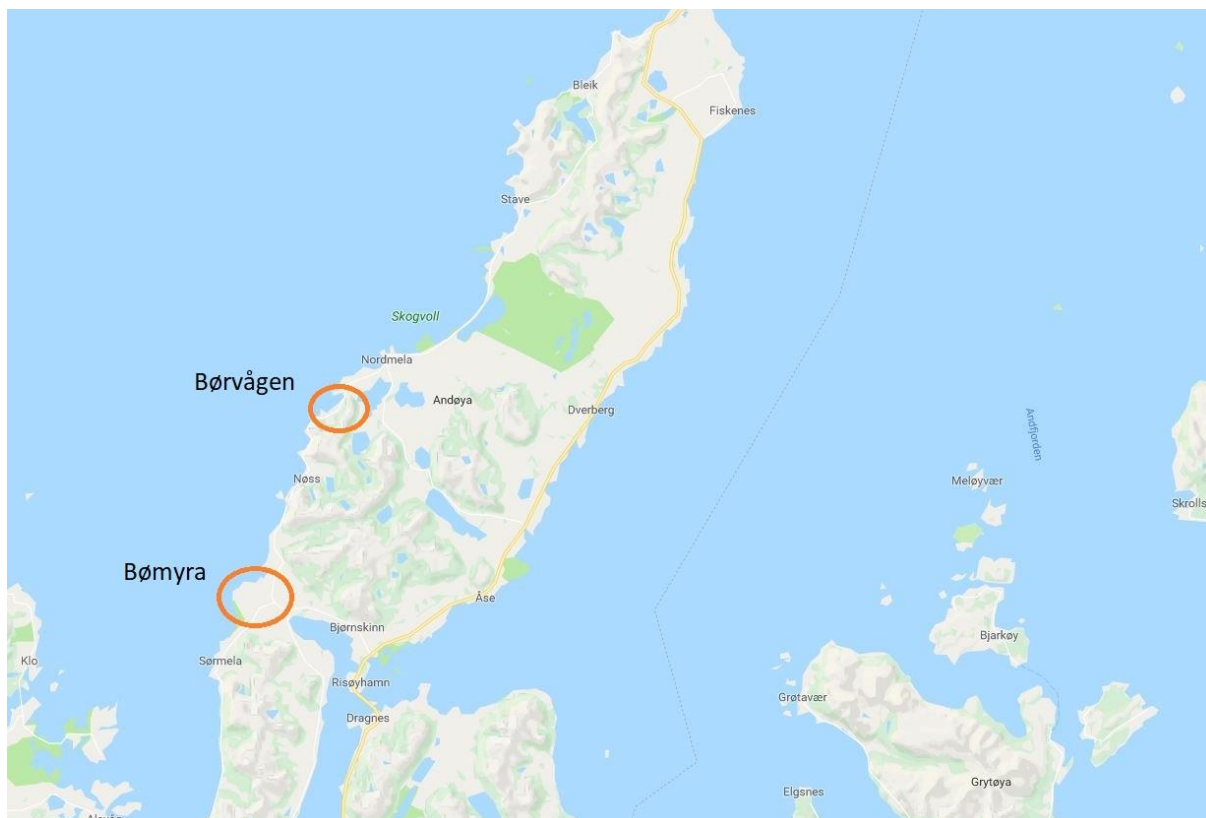 Bleik
Fiskenes
Stave
Skogvoll
Nordmela
Børvågen
Andøya
Dverberg
Andfjorden
Nøss
Meløyvær
Skrolls
Bømyra
Åse
Bjørnskinn
Bjarkøy
Klo
Sørmela
Risøyhamn
Grøtavær
Dragnes
Grytøya
Elgsnes